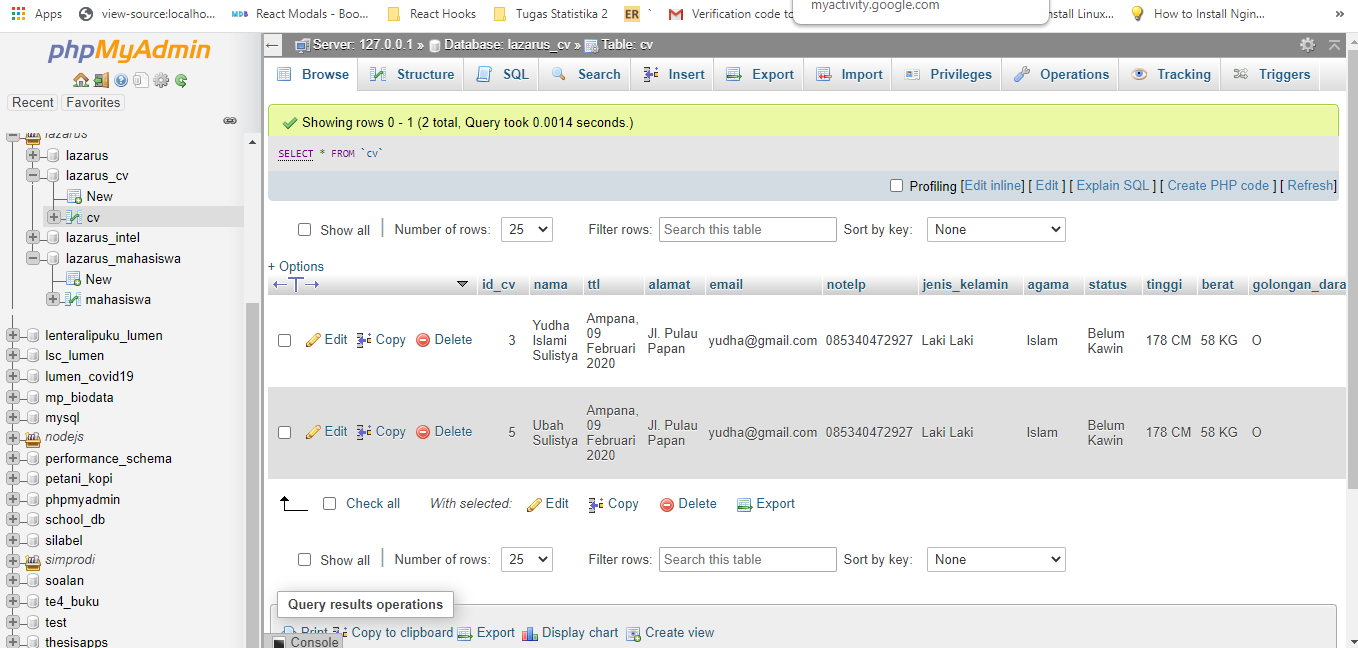 Apps view-source:localho... React Modals - Boo... React Hooks Tugas Statistika 2 ER ` Verification code to myactivity.google.com nstall Linux... How to Install Ngin... »
phpMyAdmin
Recent Favorites
lazarus
lazarus
lazarus_cv
New
cv
lazarus_intel
lazarus_mahasiswa
New
mahasiswa
lenteralipuku_lumen
lsc_lumen
lumen_covid19
mp_biodata
mysql
nodejs
performance_schema
petani_kopi
phpmyadmin
school_db
silabel
simprodi
soalan
te4_buku
test
thesisapps
Server: 127.0.0.1 » Database: lazarus_cv » Table: cv
Browse Structure SQL Search Insert Export Import Privileges Operations Tracking Triggers
Showing rows 0 - 1 (2 total, Query took 0.0014 seconds.)
SELECT * FROM `cv`
Profiling [Edit inline] [ Edit ] [ Explain SQL ] [ Create PHP code ] [ Refresh]
Show all Number of rows: 25 Filter rows: Search this table Sort by key: None
+ Options
←T→ id_cv nama ttl alamat email notelp jenis_kelamin agama status tinggi berat golongan_dara
Edit Copy Delete 3 Yudha Islami Sulistya Ampana, 09 Februari 2020 Jl. Pulau Papan yudha@gmail.com 085340472927 Laki Laki Islam Belum Kawin 178 CM 58 KG O
Edit Copy Delete 5 Ubah Sulistya Ampana, 09 Februari 2020 Jl. Pulau Papan yudha@gmail.com 085340472927 Laki Laki Islam Belum Kawin 178 CM 58 KG O
Check all With selected: Edit Copy Delete Export
Show all Number of rows: 25 Filter rows: Search this table Sort by key: None
Query results operations
Print Copy to clipboard Export Display chart Create view
Console